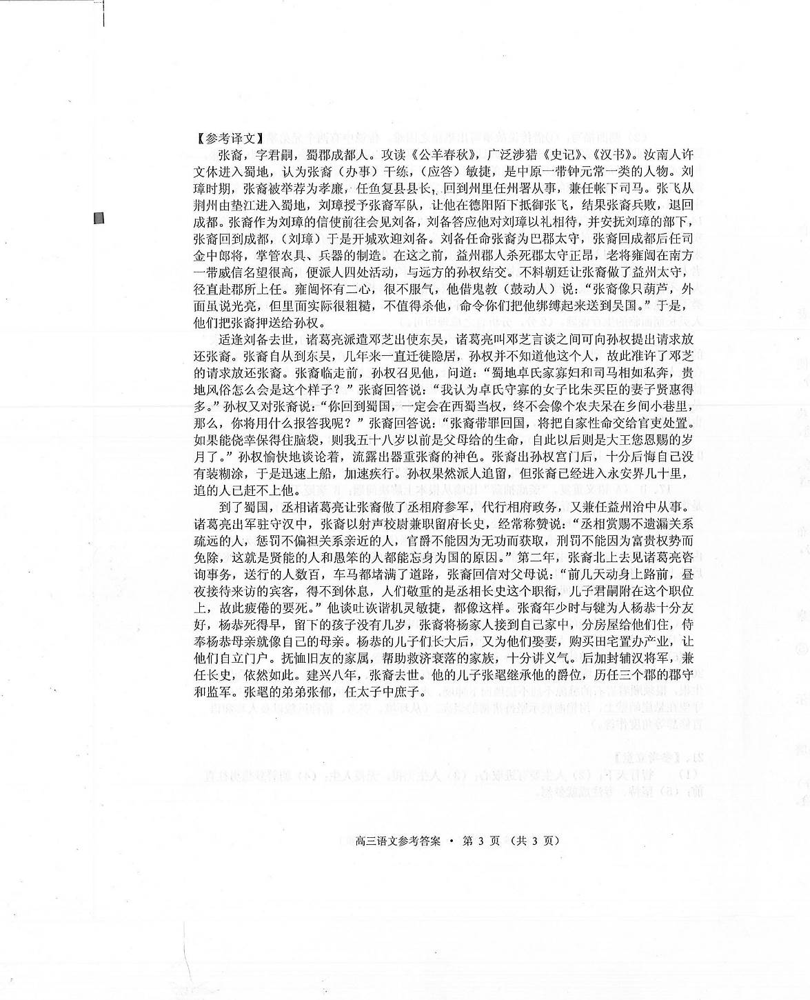 【参考译文】
张裔，字君嗣，蜀郡成都人。攻读《公羊春秋》，广泛涉猎《史记》、《汉书》。汝南人许
文休进入蜀地，认为张裔（办事）干练，（应答）敏捷，是中原一带钟元常一类的人物。刘
璋时期，张裔被举荐为孝廉，任鱼复县县长，回到州里任州署从事，兼任帐下司马。张飞从
荆州由垫江进入蜀地，刘璋授予张裔军队，让他在德阳陌下抵御张飞，结果张裔兵败，退回
成都。张裔作为刘璋的信使前往会见刘备，刘备答应他对刘璋以礼相待，并安抚刘璋的部下，
张裔回到成都，（刘璋）于是开城欢迎刘备。刘备任命张裔为巴郡太守，张裔回成都后任司
金中郎将，掌管农具、兵器的制造。在这之前，益州郡人杀死郡太守正昂，老将雍闿在南方
一带威信名望很高，便派人四处活动，与远方的孙权结交。不料朝廷让张裔做了益州太守，
径直赴郡所上任。雍闿怀有二心，很不服气，他借鬼教（鼓动人）说：“张裔像只葫芦，外
面虽说光亮，但里面实际很粗糙，不值得杀他，命令你们把他绑缚起来送到吴国。”于是，
他们把张裔押送给孙权。
适逢刘备去世，诸葛亮派遣邓芝出使东吴，诸葛亮叫邓芝言谈之间可向孙权提出请求放
还张裔。张裔自从到东吴，几年来一直迁徙隐居，孙权并不知道他这个人，故此准许了邓芝
的请求放还张裔。张裔临走前，孙权召见他，问道：“蜀地卓氏家寡妇和司马相如私奔，贵
地风俗怎么会是这个样子？”张裔回答说：“我认为卓氏守寡的女子比朱买臣的妻子贤惠得
多。”孙权又对张裔说：“你回到蜀国，一定会在西蜀当权，终不会像个农夫呆在乡间小巷里，
那么，你将用什么报答我呢？”张裔回答说：“张裔带罪回国，将把自家性命交给官吏处置。
如果能侥幸保得住脑袋，则我五十八岁以前是父母给的生命，自此以后则是大王您恩赐的岁
月了。”孙权愉快地谈论着，流露出器重张裔的神色。张裔出孙权宫门后，十分后悔自己没
有装糊涂，于是迅速上船，加速疾行。孙权果然派人追留，但张裔已经进入永安界几十里，
追的人已赶不上他。
到了蜀国，丞相诸葛亮让张裔做了丞相府参军，代行相府政务，又兼任益州治中从事。
诸葛亮出军驻守汉中，张裔以射声校尉兼职留府长史，经常称赞说：“丞相赏赐不遗漏关系
疏远的人，惩罚不偏袒关系亲近的人，官爵不能因为无功而获取，刑罚不能因为富贵权势而
免除，这就是贤能的人和愚笨的人都能忘身为国的原因。”第二年，张裔北上去见诸葛亮咨
询事务，送行的人数百，车马都堵满了道路，张裔回信对父母说：“前几天动身上路前，昼
夜接待来访的宾客，得不到休息，人们敬重的是丞相长史这个职衔，儿子君嗣附在这个职位
上，故此疲倦的要死。”他谈吐诙谐机灵敏捷，都像这样。张裔年少时与犍为人杨恭十分友
好，杨恭死得早，留下的孩子没有几岁，张裔将杨家人接到自己家中，分房屋给他们住，侍
奉杨恭母亲就像自己的母亲。杨恭的儿子们长大后，又为他们娶妻，购买田宅置办产业，让
他们自立门户。抚恤旧友的家属，帮助救济衰落的家族，十分讲义气。后加封辅汉将军，兼
任长史，依然如此。建兴八年，张裔去世。他的儿子张毣继承他的爵位，历任三个郡的郡守
和监军。张毣的弟弟张郁，任太子中庶子。
高三语文参考答案 · 第 3 页 （共 3 页）